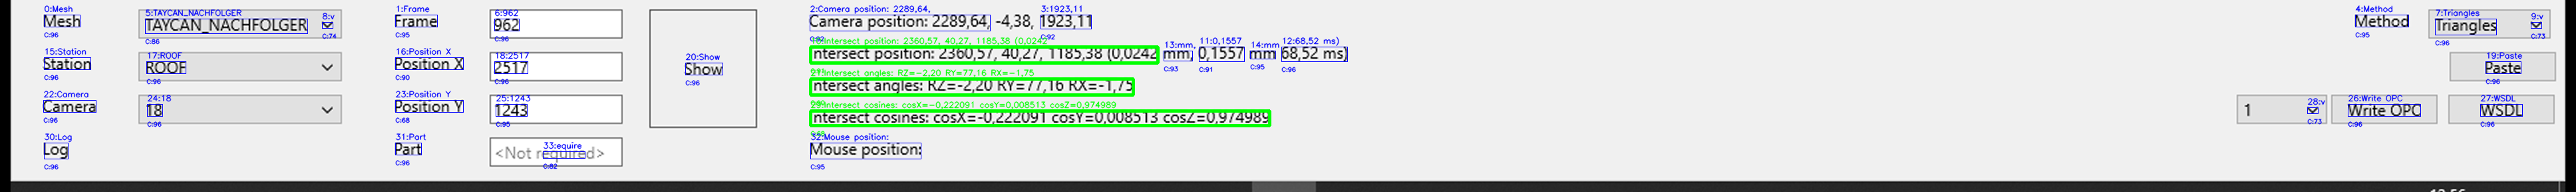 0:Mesh 5:TAYCAN_NACHFOLGER 8:v 1:Frame 6:962 2:Camera position: 2289,64, 3:1923,11 4:Method 7:Triangles 9:v
Mesh TAYCAN_NACHFOLGER Frame 962 Camera position: 2289,64, -4,38, 1923,11 Method Triangles
C:96 C:86 C:74 C:95 C:96 C:92 C:92 C:95 C:96 C:73
15:Station 17:ROOF 16:Position X 18:2517 20:Show Intersect position: 2360,57, 40,27, 1185,38 (0,0242 13:mm, 11:0,1557 14:mm 12:68,52 ms) 19:Paste
Station ROOF Position X 2517 Show ntersect position: 2360,57, 40,27, 1185,38 (0,0242 mm, 0,1557 mm 68,52 ms) Paste
C:96 C:96 C:90 C:96 C:96 C:93 C:91 C:95 C:96 C:96
Intersect angles: RZ=-2,20 RY=77,16 RX=-1,75
ntersect angles: RZ=-2,20 RY=77,16 RX=-1,75
22:Camera 24:18 23:Position Y 25:1243 Intersect cosines: cosX=-0,222091 cosY=0,008513 cosZ=0,974989 28:v 26:Write OPC 27:WSDL
Camera 18 Position Y 1243 ntersect cosines: cosX=-0,222091 cosY=0,008513 cosZ=0,974989 1 Write OPC WSDL
C:96 C:96 C:68 C:95 C:73 C:96 C:96
30:Log 31:Part 33:equire 32:Mouse position:
Log Part <Not required> Mouse position:
C:96 C:96 C:82 C:95